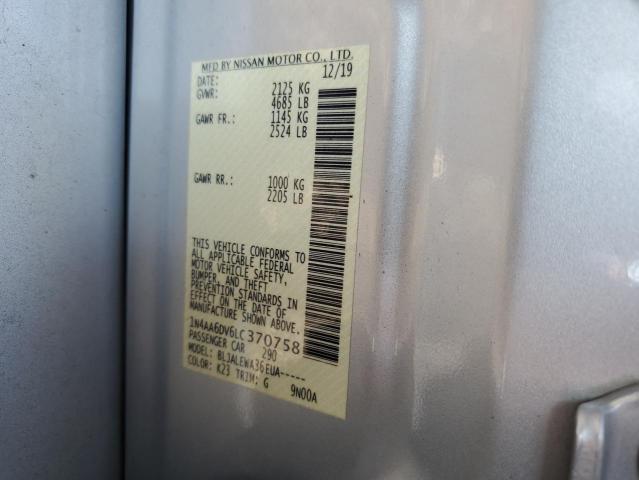 MFD BY NISSAN MOTOR CO., LTD.
DATE: 12/19
GVWR: 2125 KG
4685 LB
GAWR FR.: 1145 KG
2524 LB
GAWR RR.: 1000 KG
2205 LB
THIS VEHICLE CONFORMS TO
ALL APPLICABLE FEDERAL
MOTOR VEHICLE SAFETY,
BUMPER, AND THEFT
PREVENTION STANDARDS IN
EFFECT ON THE DATE OF
MANUFACTURE SHOWN ABOVE.
1N4AA6DV6LC370758
PASSENGER CAR 290
MODEL: BL3ALEWA36EUA-----
COLOR: K23 TRIM: G 9N00A